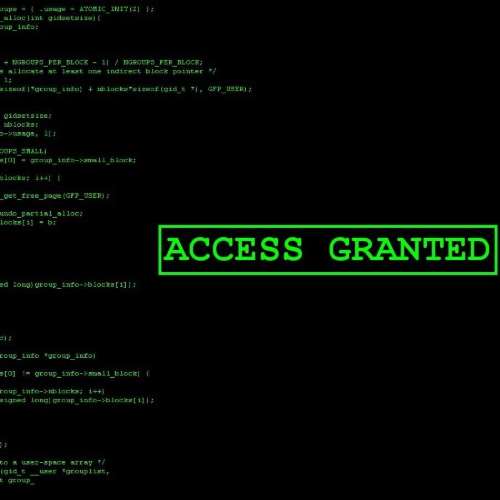 oups = { .usage = ATOMIC_INIT(2) };
_alloc(int gidsetsize){
oup_info;
+ NGROUPS_PER_BLOCK - 1) / NGROUPS_PER_BLOCK;
s allocate at least one indirect block pointer */
1;
sizeof(*group_info) + nblocks*sizeof(gid_t *), GFP_USER);
gidsetsize;
nblocks;
o->usage, 1);
OUPS_SMALL)
s[0] = group_info->small_block;
blocks; i++) {
_get_free_page(GFP_USER);
undo_partial_alloc;
locks[i] = b;
ACCESS GRANTED
ed long)group_info->blocks[i]);
);
roup_info *group_info)
s[0] != group_info->small_block) {
roup_info->nblocks; i++)
signed long)group_info->blocks[i]);
);
to a user-space array */
(gid_t __user *grouplist,
t group_